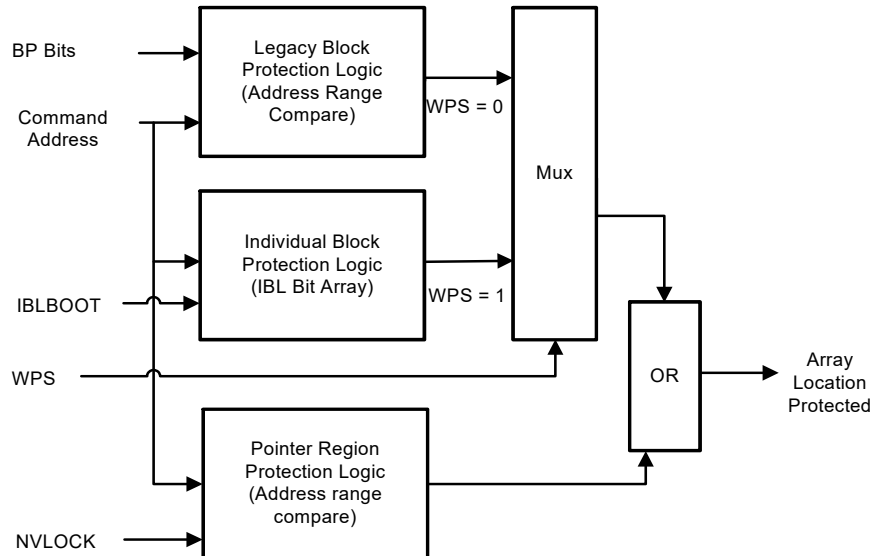 BP Bits
Command
Address
Legacy Block
Protection Logic
(Address Range
Compare)
WPS = 0
Mux
Individual Block
Protection Logic
(IBL Bit Array)
WPS = 1
IBLBOOT
WPS
OR
Array
Location
Protected
Pointer Region
Protection Logic
(Address range
compare)
NVLOCK